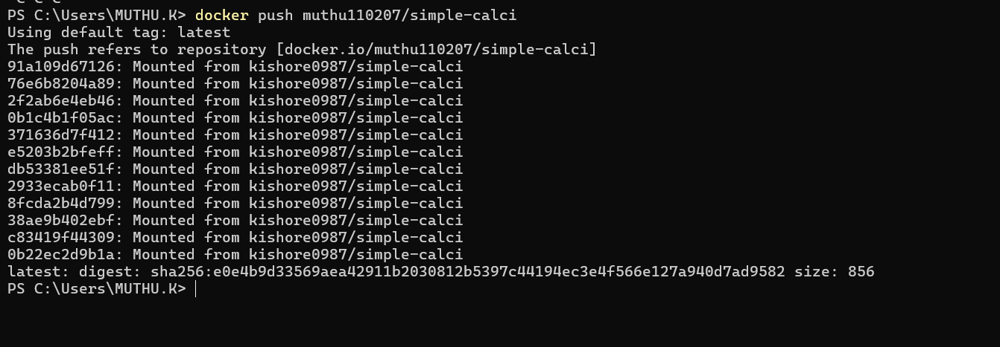 PS C:\Users\MUTHU.K> docker push muthu110207/simple-calci
Using default tag: latest
The push refers to repository [docker.io/muthu110207/simple-calci]
91a109d67126: Mounted from kishore0987/simple-calci
76e6b8204a89: Mounted from kishore0987/simple-calci
2f2ab6e4eb46: Mounted from kishore0987/simple-calci
0b1c4b1f05ac: Mounted from kishore0987/simple-calci
371636d7f412: Mounted from kishore0987/simple-calci
e5203b2bfeff: Mounted from kishore0987/simple-calci
db53381ee51f: Mounted from kishore0987/simple-calci
2933ecab0f11: Mounted from kishore0987/simple-calci
8fcda2b4d799: Mounted from kishore0987/simple-calci
38ae9b402ebf: Mounted from kishore0987/simple-calci
c83419f44309: Mounted from kishore0987/simple-calci
0b22ec2d9b1a: Mounted from kishore0987/simple-calci
latest: digest: sha256:e0e4b9d33569aea42911b2030812b5397c44194ec3e4f566e127a940d7ad9582 size: 856
PS C:\Users\MUTHU.K>